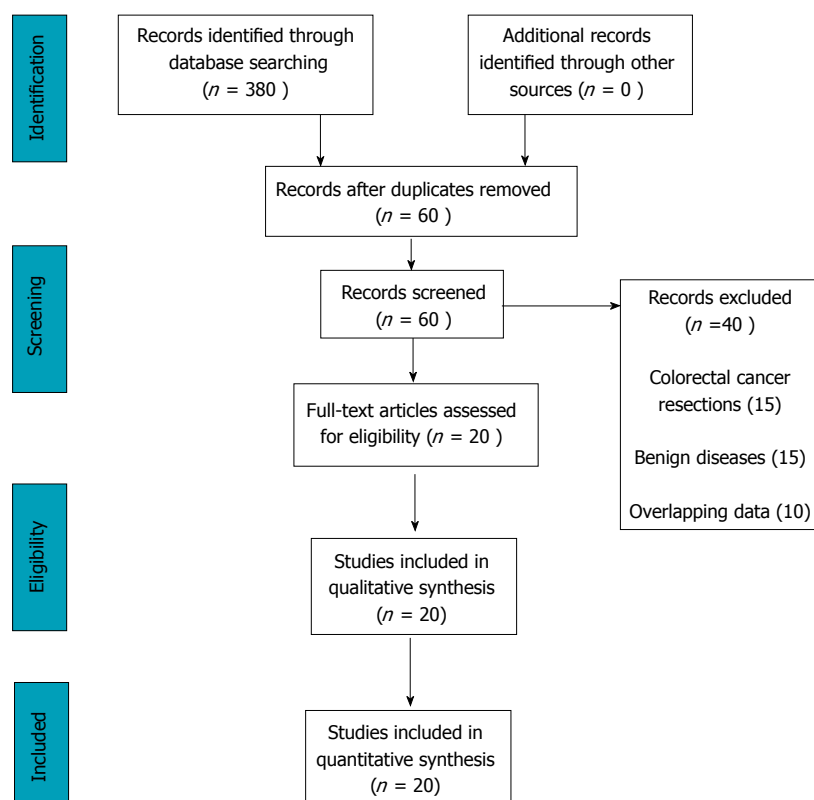 Identification
Records identified through
database searching
(n = 380 )
Additional records
identified through other
sources (n = 0 )
Records after duplicates removed
(n = 60 )
Screening
Records screened
(n = 60 )
Records excluded
(n =40 )
Colorectal cancer
resections (15)
Benign diseases (15)
Overlapping data (10)
Full-text articles assessed
for eligibility (n = 20 )
Eligibility
Studies included in
qualitative synthesis
(n = 20)
Included
Studies included in
quantitative synthesis
(n = 20)